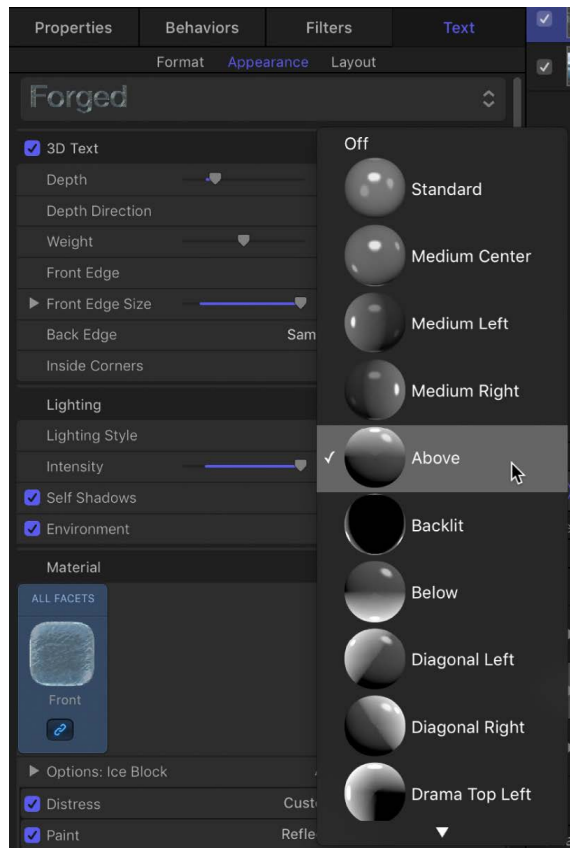 Properties Behaviors Filters Text
Format Appearance Layout
Forged
3D Text
Depth
Depth Direction
Weight
Front Edge
Front Edge Size
Back Edge Sam
Inside Corners
Lighting
Lighting Style
Intensity
Self Shadows
Environment
Material
ALL FACETS
Front
Options: Ice Block
Distress Cust
Paint Refle
Off
Standard
Medium Center
Medium Left
Medium Right
Above
Backlit
Below
Diagonal Left
Diagonal Right
Drama Top Left